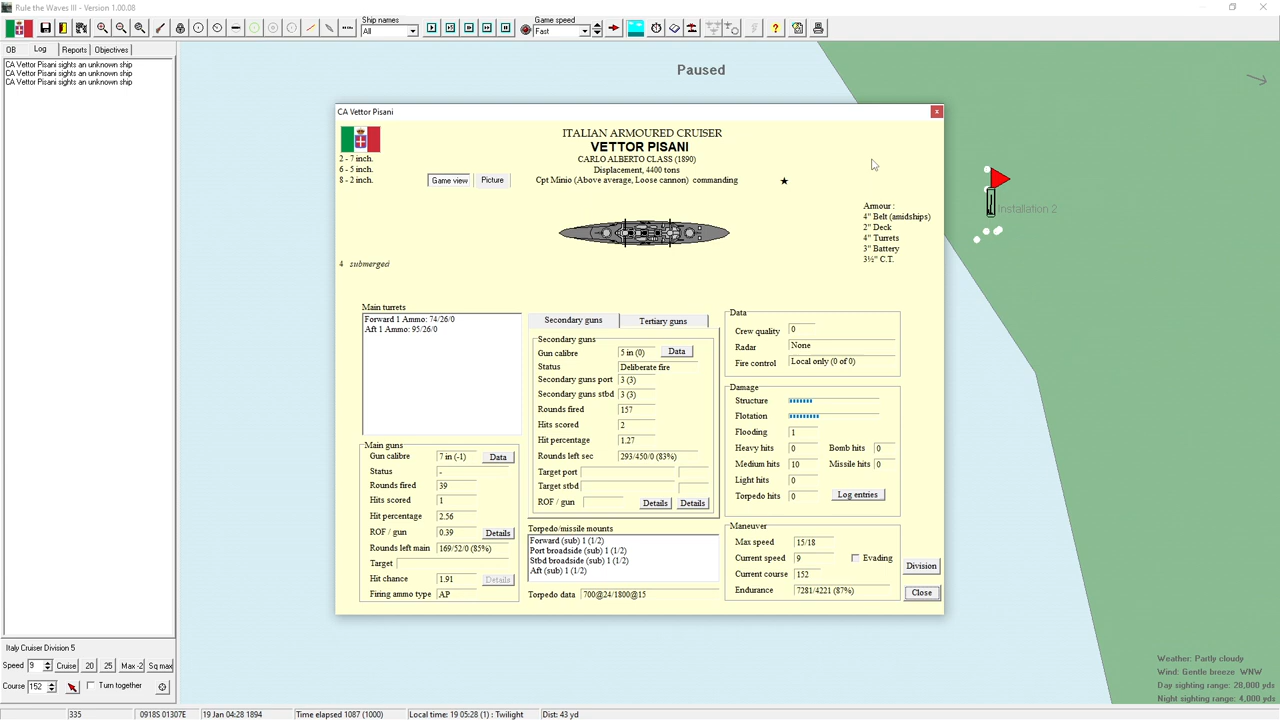 Rule the Waves III - Version 1.00.08
Ship names
All
Game speed
Fast
OB Log Reports Objectives
CA Vettor Pisani sights an unknown ship
CA Vettor Pisani sights an unknown ship
CA Vettor Pisani sights an unknown ship
Paused
Installation 2
CA Vettor Pisani
ITALIAN ARMOURED CRUISER
VETTOR PISANI
CARLO ALBERTO CLASS (1890)
Displacement, 4400 tons
Cpt Minio (Above average, Loose cannon) commanding
2 - 7 inch.
6 - 5 inch.
8 - 2 inch.
Game view Picture
Armour :
4" Belt (amidships)
2" Deck
4" Turrets
3" Battery
3½" C.T.
4 submerged
Main turrets
Forward 1 Ammo: 74/26/0
Aft 1 Ammo: 95/26/0
Main guns
Gun calibre 7 in (-1) Data
Status -
Rounds fired 39
Hits scored 1
Hit percentage 2.56
ROF / gun 0.39 Details
Rounds left main 169/52/0 (85%)
Target
Hit chance 1.91 Details
Firing ammo type AP
Secondary guns Tertiary guns
Secondary guns
Gun calibre 5 in (0) Data
Status Deliberate fire
Secondary guns port 3 (3)
Secondary guns stbd 3 (3)
Rounds fired 157
Hits scored 2
Hit percentage 1.27
Rounds left sec 293/450/0 (83%)
Target port
Target stbd
ROF / gun Details Details
Torpedo/missile mounts
Forward (sub) 1 (1/2)
Port broadside (sub) 1 (1/2)
Stbd broadside (sub) 1 (1/2)
Aft (sub) 1 (1/2)
Torpedo data 700@24/1800@15
Data
Crew quality 0
Radar None
Fire control Local only (0 of 0)
Damage
Structure
Flotation
Flooding 1
Heavy hits 0 Bomb hits 0
Medium hits 10 Missile hits 0
Light hits 0
Torpedo hits 0 Log entries
Maneuver
Max speed 15/18
Current speed 9 Evading
Current course 152
Endurance 7281/4221 (87%)
Division
Close
Italy Cruiser Division 5
Speed 9 Cruise 20 25 Max -2 Sq max
Course 152 Turn together
Weather: Partly cloudy
Wind: Gentle breeze WNW
Day sighting range: 28,000 yds
Night sighting range: 4,000 yds
335 0918S 01307E 19 Jan 04:28 1894 Time elapsed 1087 (1000) Local time: 19 05:28 (1) : Twilight Dist: 43 yd